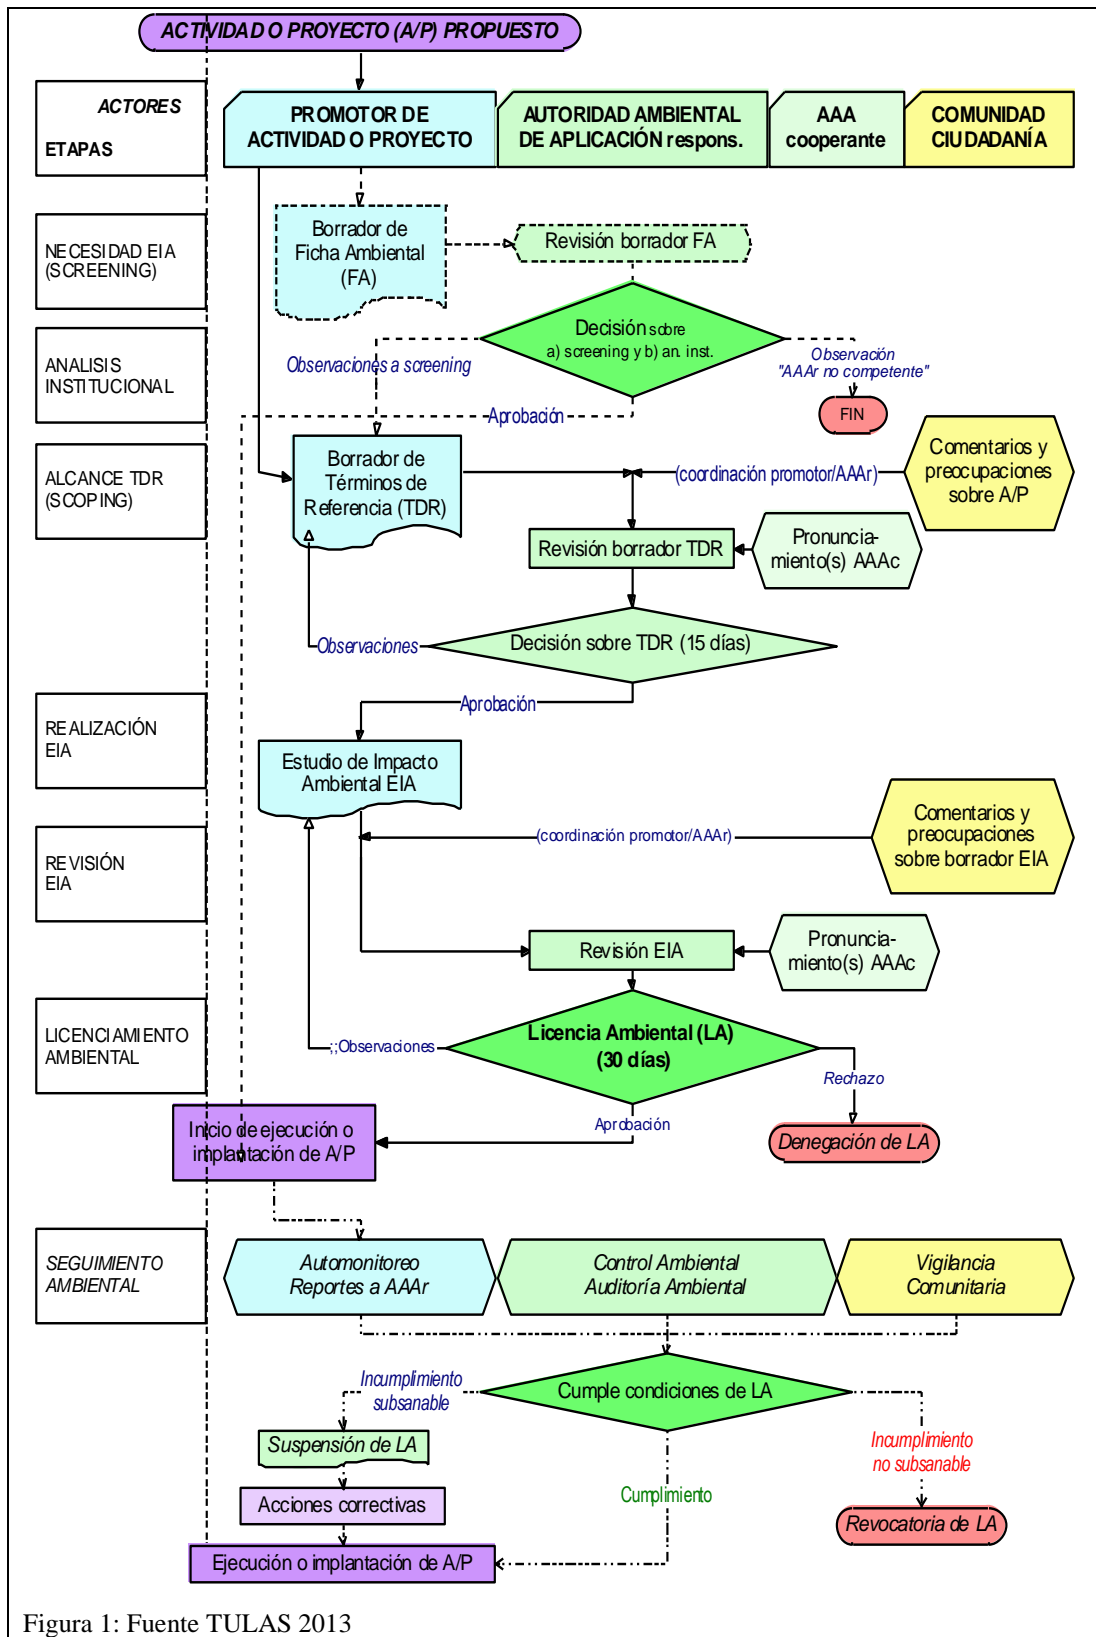 ACTIVIDAD O PROYECTO (A/P) PROPUESTO
ACTORES
ETAPAS
PROMOTOR DE
ACTIVIDAD O PROYECTO
AUTORIDAD AMBIENTAL
DE APLICACIÓN respons.
AAA
cooperante
COMUNIDAD
CIUDADANÍA
NECESIDAD EIA
(SCREENING)
Borrador de
Ficha Ambiental
(FA)
Revisión borrador FA
ANALISIS
INSTITUCIONAL
Decisión sobre
a) screening y b) an. inst.
Observaciones a screening
Observación
"AAAr no competente"
Aprobación
FIN
ALCANCE TDR
(SCOPING)
Borrador de
Términos de
Referencia (TDR)
(coordinación promotor/AAAr)
Comentarios y
preocupaciones
sobre A/P
Revisión borrador TDR
Pronuncia-
miento(s) AAAc
Observaciones
Decisión sobre TDR (15 días)
Aprobación
REALIZACIÓN
EIA
Estudio de Impacto
Ambiental EIA
REVISIÓN
EIA
(coordinación promotor/AAAr)
Comentarios y
preocupaciones
sobre borrador EIA
Revisión EIA
Pronuncia-
miento(s) AAAc
LICENCIAMIENTO
AMBIENTAL
;;Observaciones
Licencia Ambiental (LA)
(30 días)
Rechazo
Aprobación
Denegación de LA
Inicio de ejecución o
implantación de A/P
SEGUIMIENTO
AMBIENTAL
Automonitoreo
Reportes a AAAr
Control Ambiental
Auditoría Ambiental
Vigilancia
Comunitaria
Incumplimiento
subsanable
Cumple condiciones de LA
Suspensión de LA
Incumplimiento
no subsanable
Acciones correctivas
Cumplimiento
Revocatoria de LA
Ejecución o implantación de A/P
Figura 1: Fuente TULAS 2013